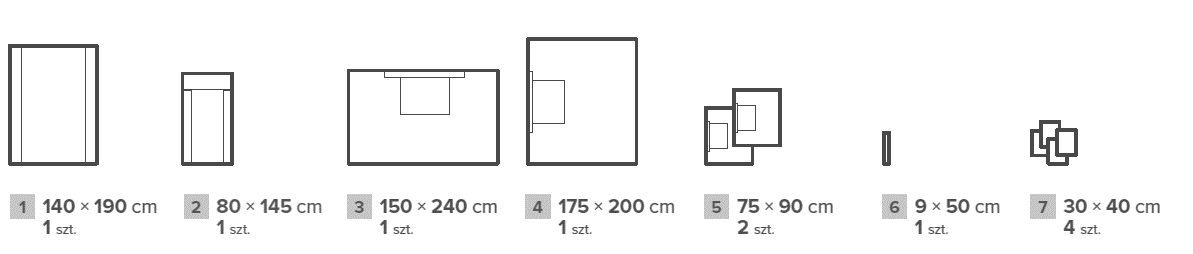 1 140 × 190 cm
1 szt.
2 80 × 145 cm
1 szt.
3 150 × 240 cm
1 szt.
4 175 × 200 cm
1 szt.
5 75 × 90 cm
2 szt.
6 9 × 50 cm
1 szt.
7 30 × 40 cm
4 szt.